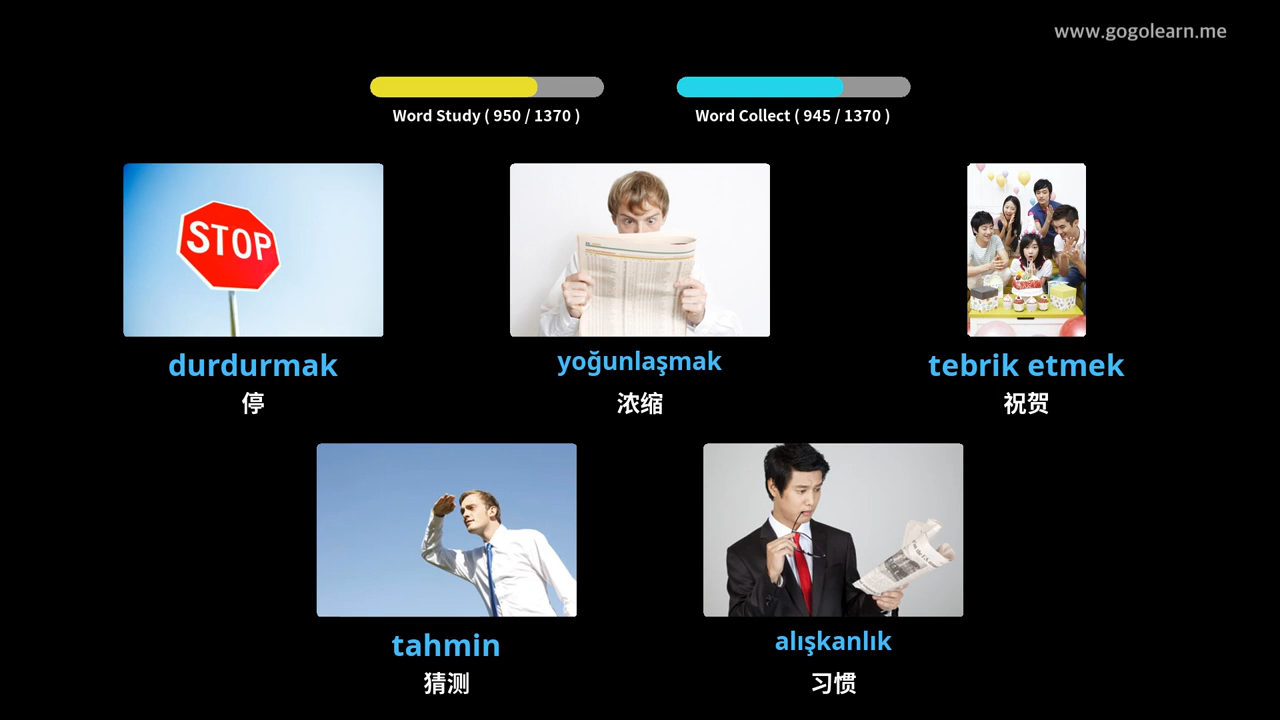 www.gogolearn.me
Word Study ( 950 / 1370 )
Word Collect ( 945 / 1370 )
STOP
durdurmak
停
yoğunlaşmak
浓缩
tebrik etmek
祝贺
tahmin
猜测
alışkanlık
习惯